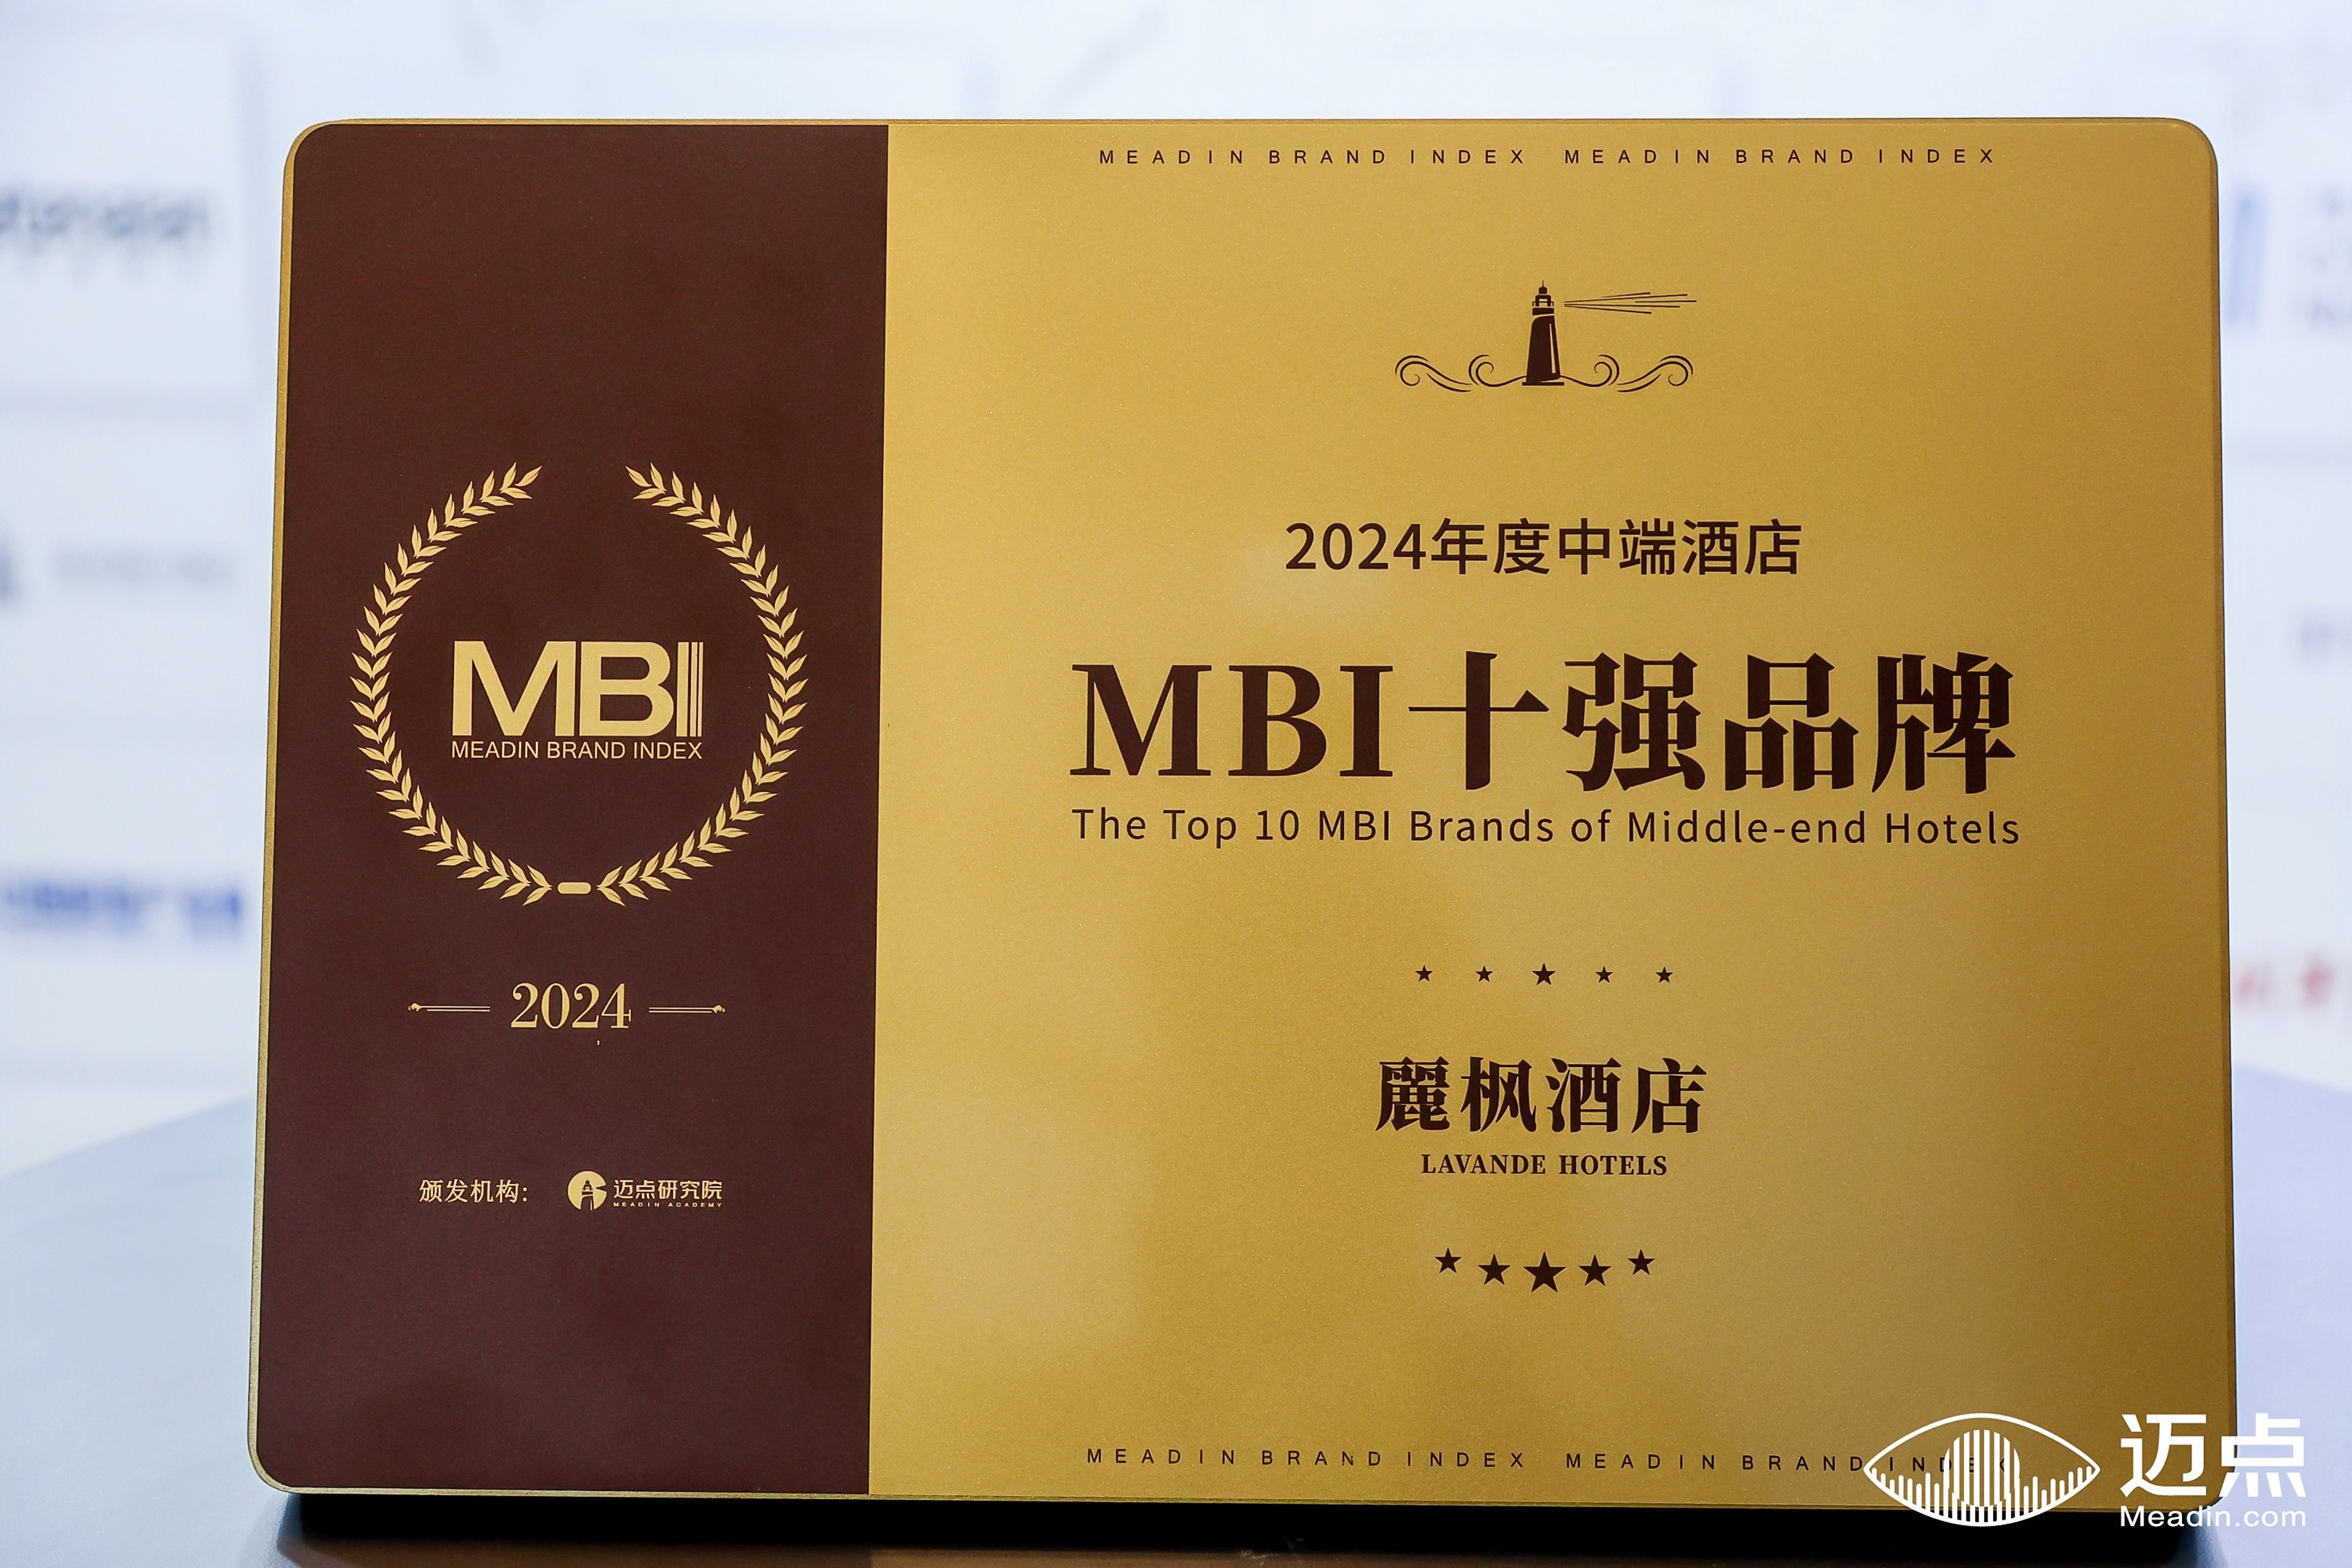 MBI
MEADIN BRAND INDEX
2024
颁发机构:
迈点研究院
MEADIN ACADEMY
MEADIN BRAND INDEX MEADIN BRAND INDEX
2024年度中端酒店
MBI十强品牌
The Top 10 MBI Brands of Middle-end Hotels
麗枫酒店
LAVANDE HOTELS
MEADIN BRAND INDEX MEADIN BRAND INDEX
迈点
Meadin.com